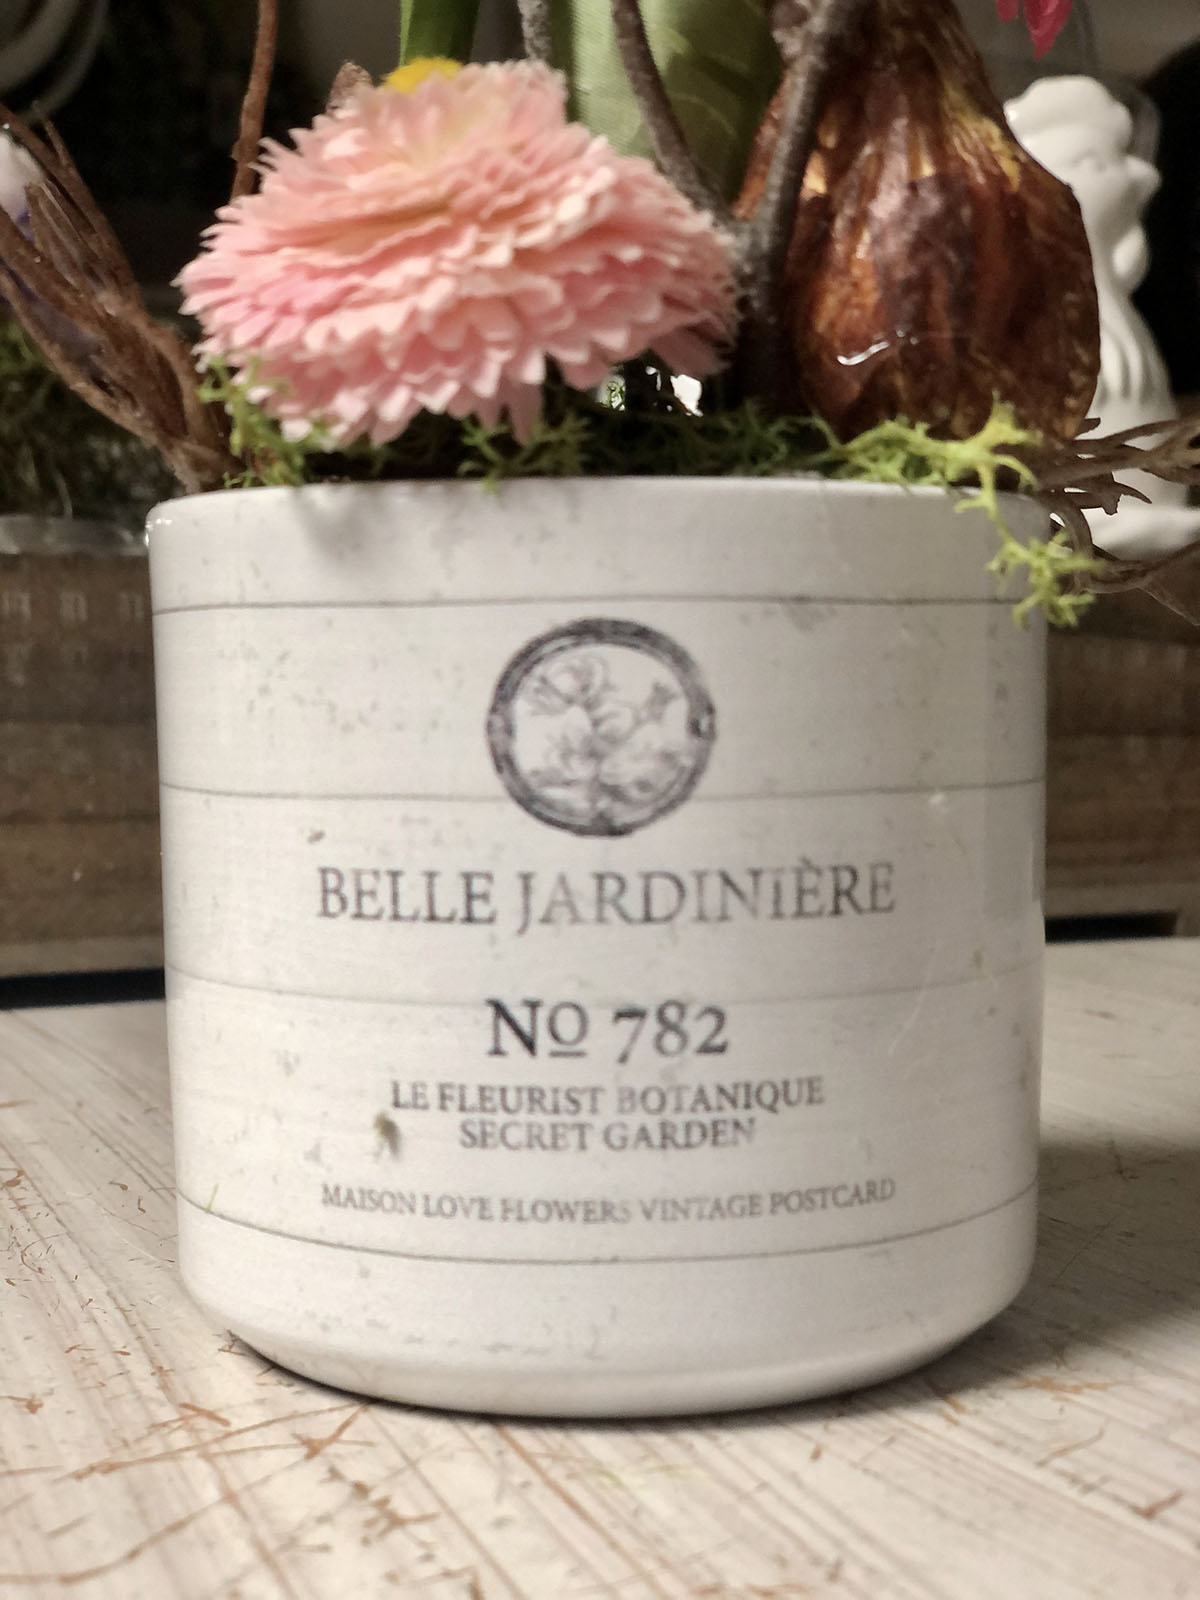 BELLE JARDINIÈRE
Nº 782
LE FLEURIST BOTANIQUE
SECRET GARDEN
MAISON LOVE FLOWERS VINTAGE POSTCARD